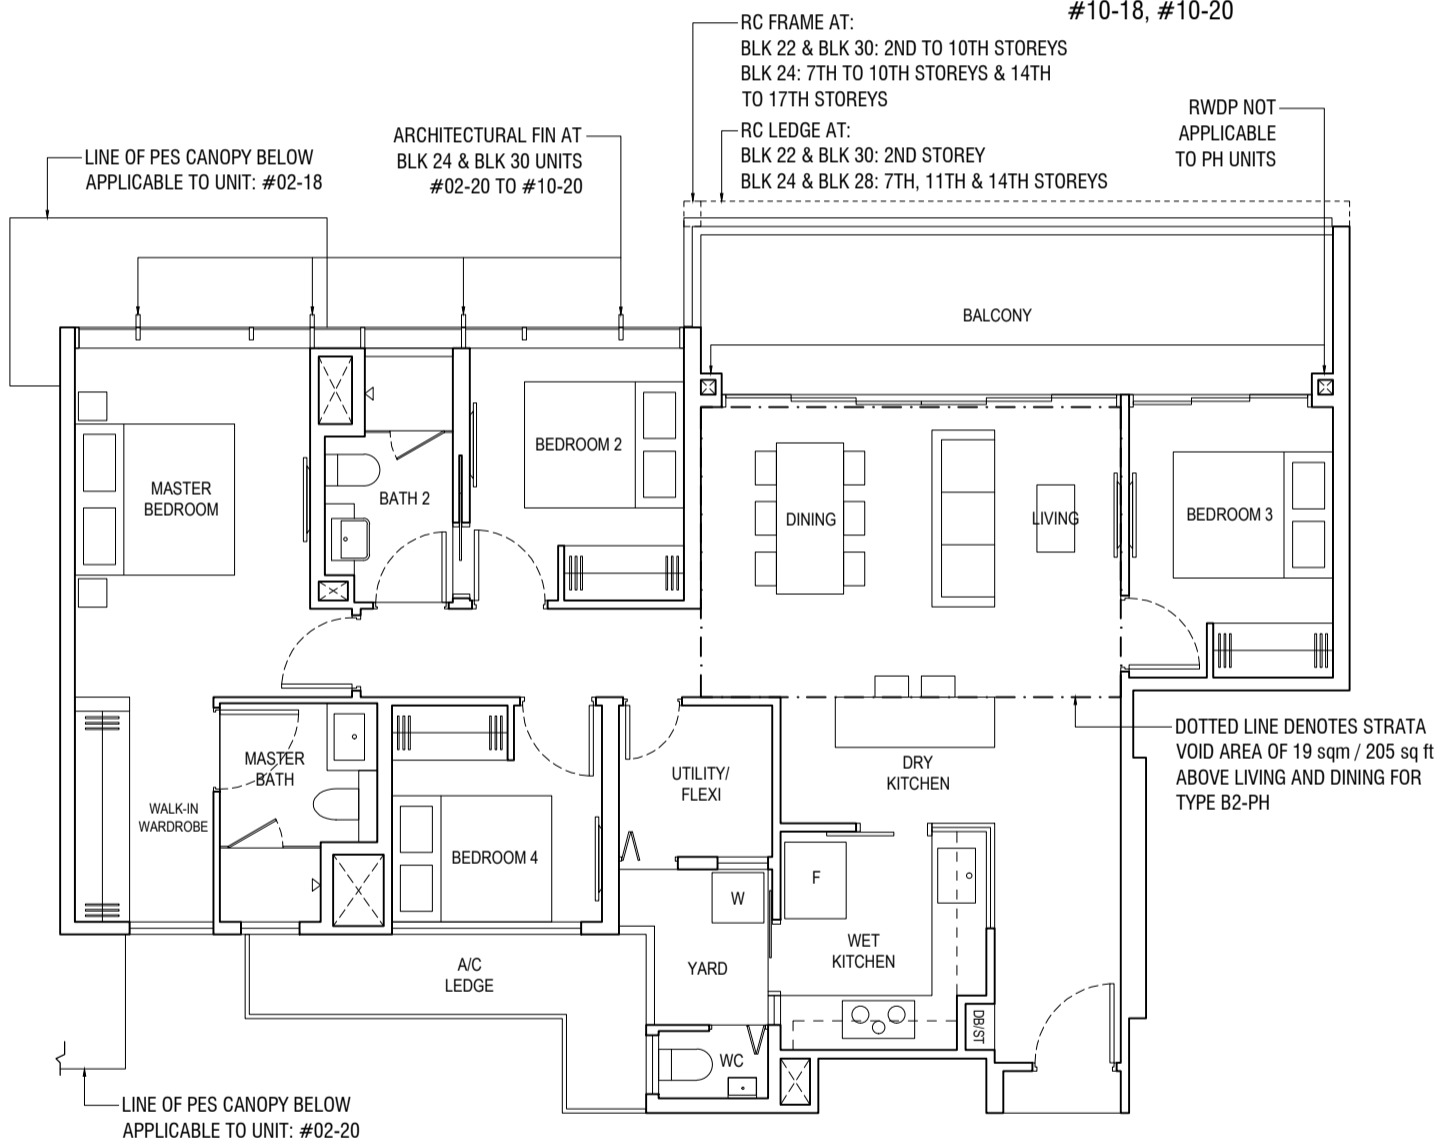 #10-18, #10-20
RC FRAME AT:
BLK 22 & BLK 30: 2ND TO 10TH STOREYS
BLK 24: 7TH TO 10TH STOREYS & 14TH
TO 17TH STOREYS
RC LEDGE AT:
BLK 22 & BLK 30: 2ND STOREY
BLK 24 & BLK 28: 7TH, 11TH & 14TH STOREYS
RWDP NOT
APPLICABLE
TO PH UNITS
ARCHITECTURAL FIN AT
BLK 24 & BLK 30 UNITS
#02-20 TO #10-20
LINE OF PES CANOPY BELOW
APPLICABLE TO UNIT: #02-18
BALCONY
MASTER
BEDROOM
BATH 2
BEDROOM 2
DINING
LIVING
BEDROOM 3
MASTER
BATH
WALK-IN
WARDROBE
BEDROOM 4
UTILITY/
FLEXI
DRY
KITCHEN
DOTTED LINE DENOTES STRATA
VOID AREA OF 19 sqm / 205 sq ft
ABOVE LIVING AND DINING FOR
TYPE B2-PH
F
W
WET
KITCHEN
YARD
A/C
LEDGE
DB/ST
WC
LINE OF PES CANOPY BELOW
APPLICABLE TO UNIT: #02-20